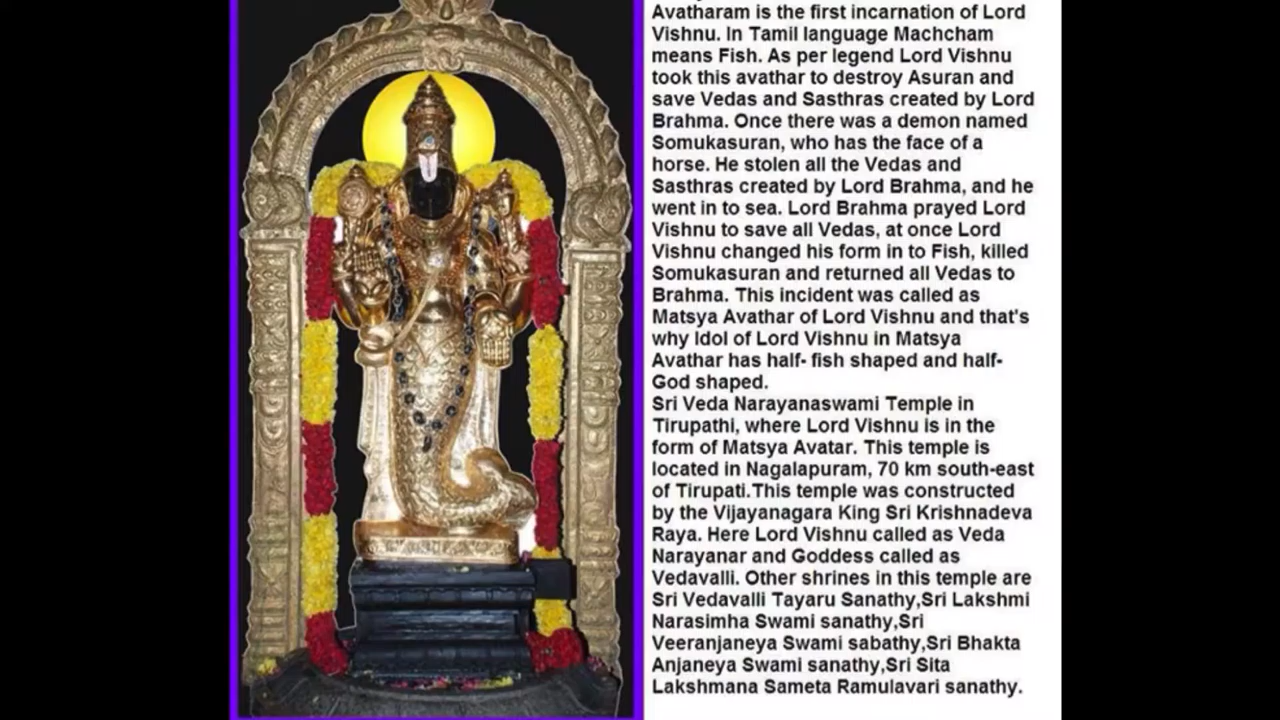 Avatharam is the first incarnation of Lord
Vishnu. In Tamil language Machcham
means Fish. As per legend Lord Vishnu
took this avathar to destroy Asuran and
save Vedas and Sasthras created by Lord
Brahma. Once there was a demon named
Somukasuran, who has the face of a
horse. He stolen all the Vedas and
Sasthras created by Lord Brahma, and he
went in to sea. Lord Brahma prayed Lord
Vishnu to save all Vedas, at once Lord
Vishnu changed his form in to Fish, killed
Somukasuran and returned all Vedas to
Brahma. This incident was called as
Matsya Avathar of Lord Vishnu and that's
why Idol of Lord Vishnu in Matsya
Avathar has half- fish shaped and half-
God shaped.
Sri Veda Narayanaswami Temple in
Tirupathi, where Lord Vishnu is in the
form of Matsya Avatar. This temple is
located in Nagalapuram, 70 km south-east
of Tirupati.This temple was constructed
by the Vijayanagara King Sri Krishnadeva
Raya. Here Lord Vishnu called as Veda
Narayanar and Goddess called as
Vedavalli. Other shrines in this temple are
Sri Vedavalli Tayaru Sanathy,Sri Lakshmi
Narasimha Swami sanathy,Sri
Veeranjaneya Swami sabathy,Sri Bhakta
Anjaneya Swami sanathy,Sri Sita
Lakshmana Sameta Ramulavari sanathy.